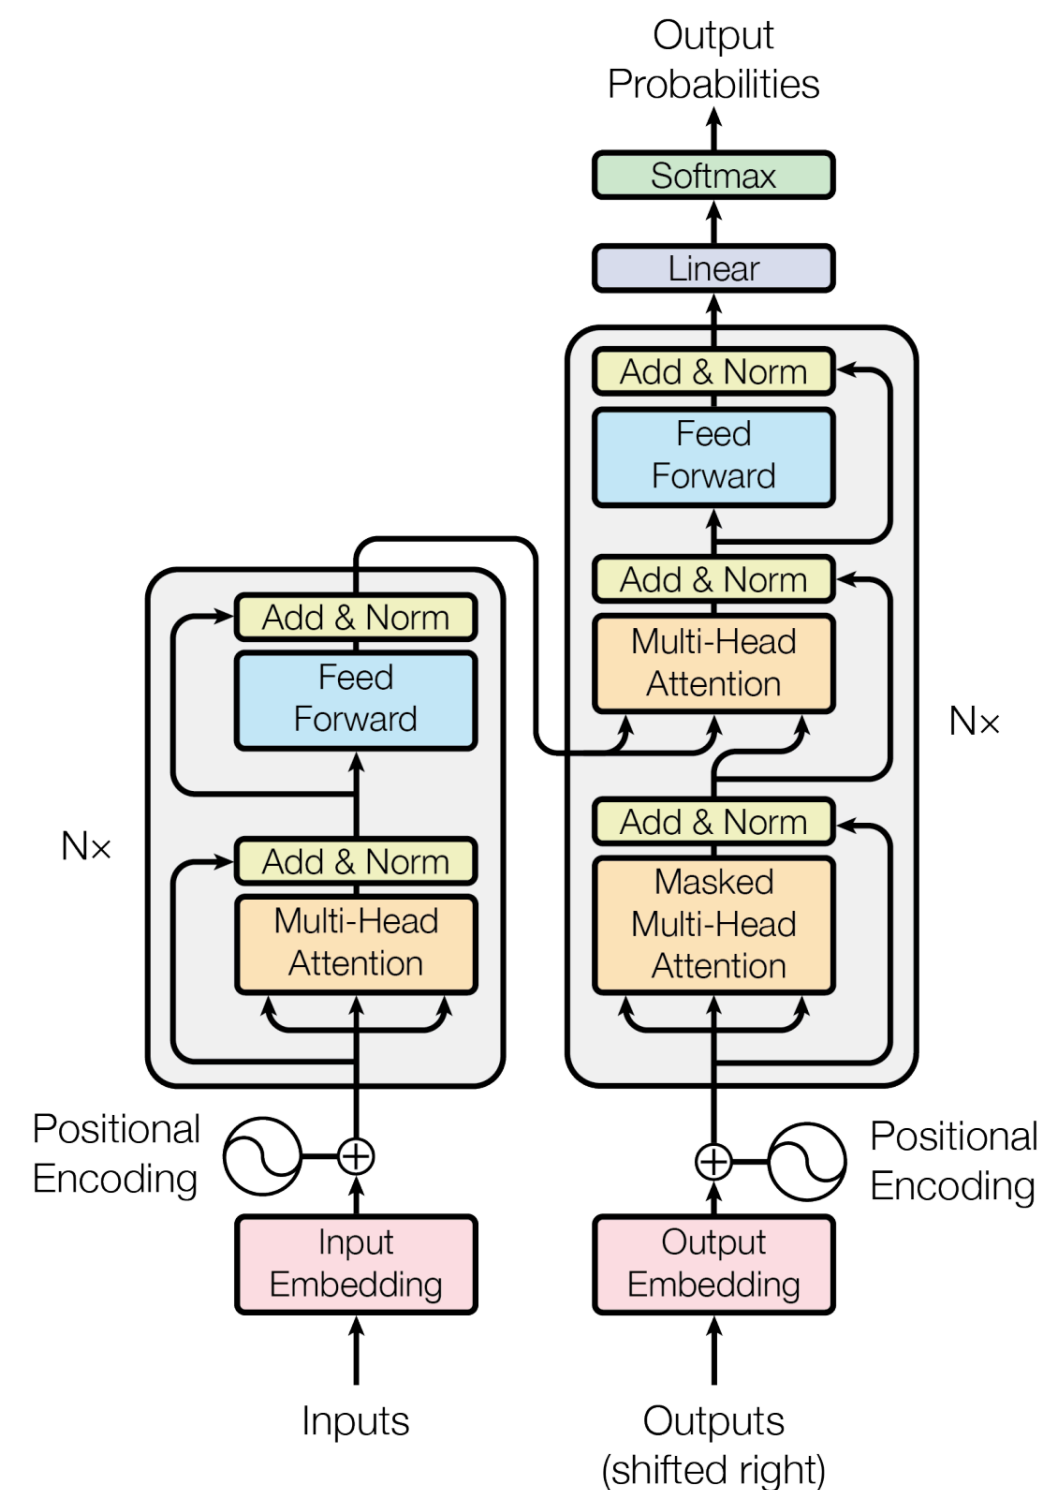 Output
Probabilities
Softmax
Linear
Add & Norm
Feed
Forward
Add & Norm
Multi-Head
Attention
Add & Norm
Masked
Multi-Head
Attention
N×
Add & Norm
Feed
Forward
Add & Norm
Multi-Head
Attention
N×
Positional
Encoding
Positional
Encoding
Input
Embedding
Output
Embedding
Inputs
Outputs
(shifted right)